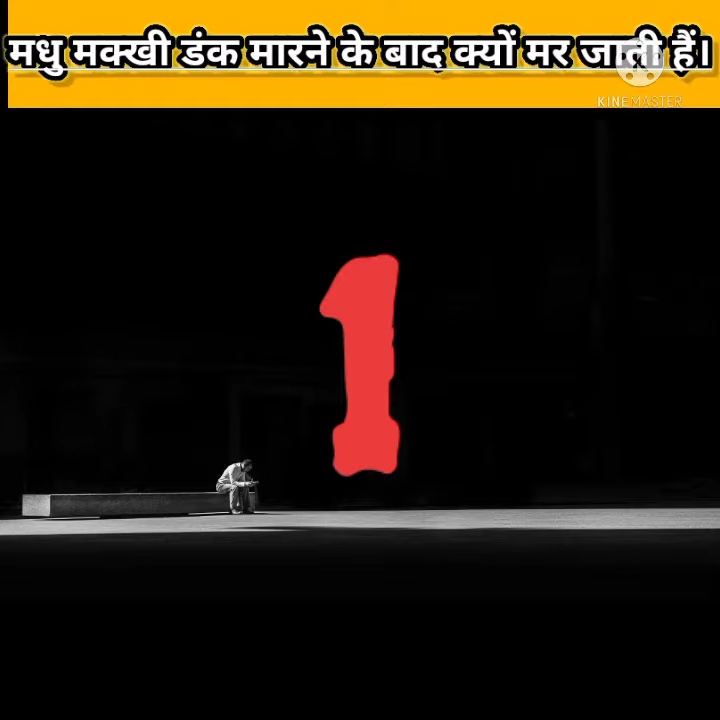 मधु मक्खी डंक मारने के बाद क्यों मर जाती हैं।
KINEMASTER
1